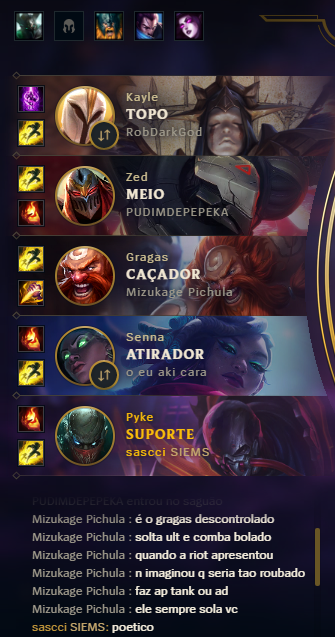 Kayle
TOPO
RobDarkGod
Zed
MEIO
PUDIMDEPEPEKA
Gragas
CAÇADOR
Mizukage Pichula
Senna
ATIRADOR
o eu aki cara
Pyke
SUPORTE
sascci SIEMS
PUDIMDEPEPEKA entrou no saguão
Mizukage Pichula : é o gragas descontrolado
Mizukage Pichula : solta ult e comba bolado
Mizukage Pichula : quando a riot apresentou
Mizukage Pichula : n imaginou q seria tao roubado
Mizukage Pichula : faz ap tank ou ad
Mizukage Pichula : ele sempre sola vc
sascci SIEMS: poetico